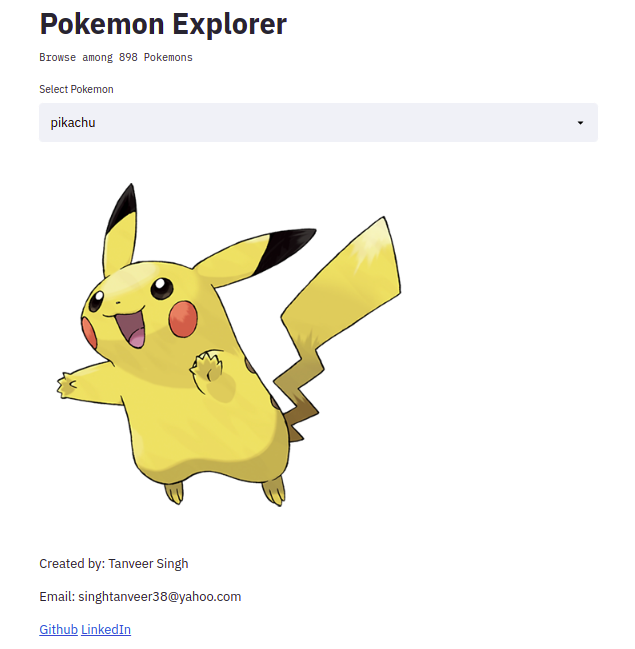 Pokemon Explorer
Browse among 898 Pokemons
Select Pokemon
pikachu
Created by: Tanveer Singh
Email: singhtanveer38@yahoo.com
Github LinkedIn